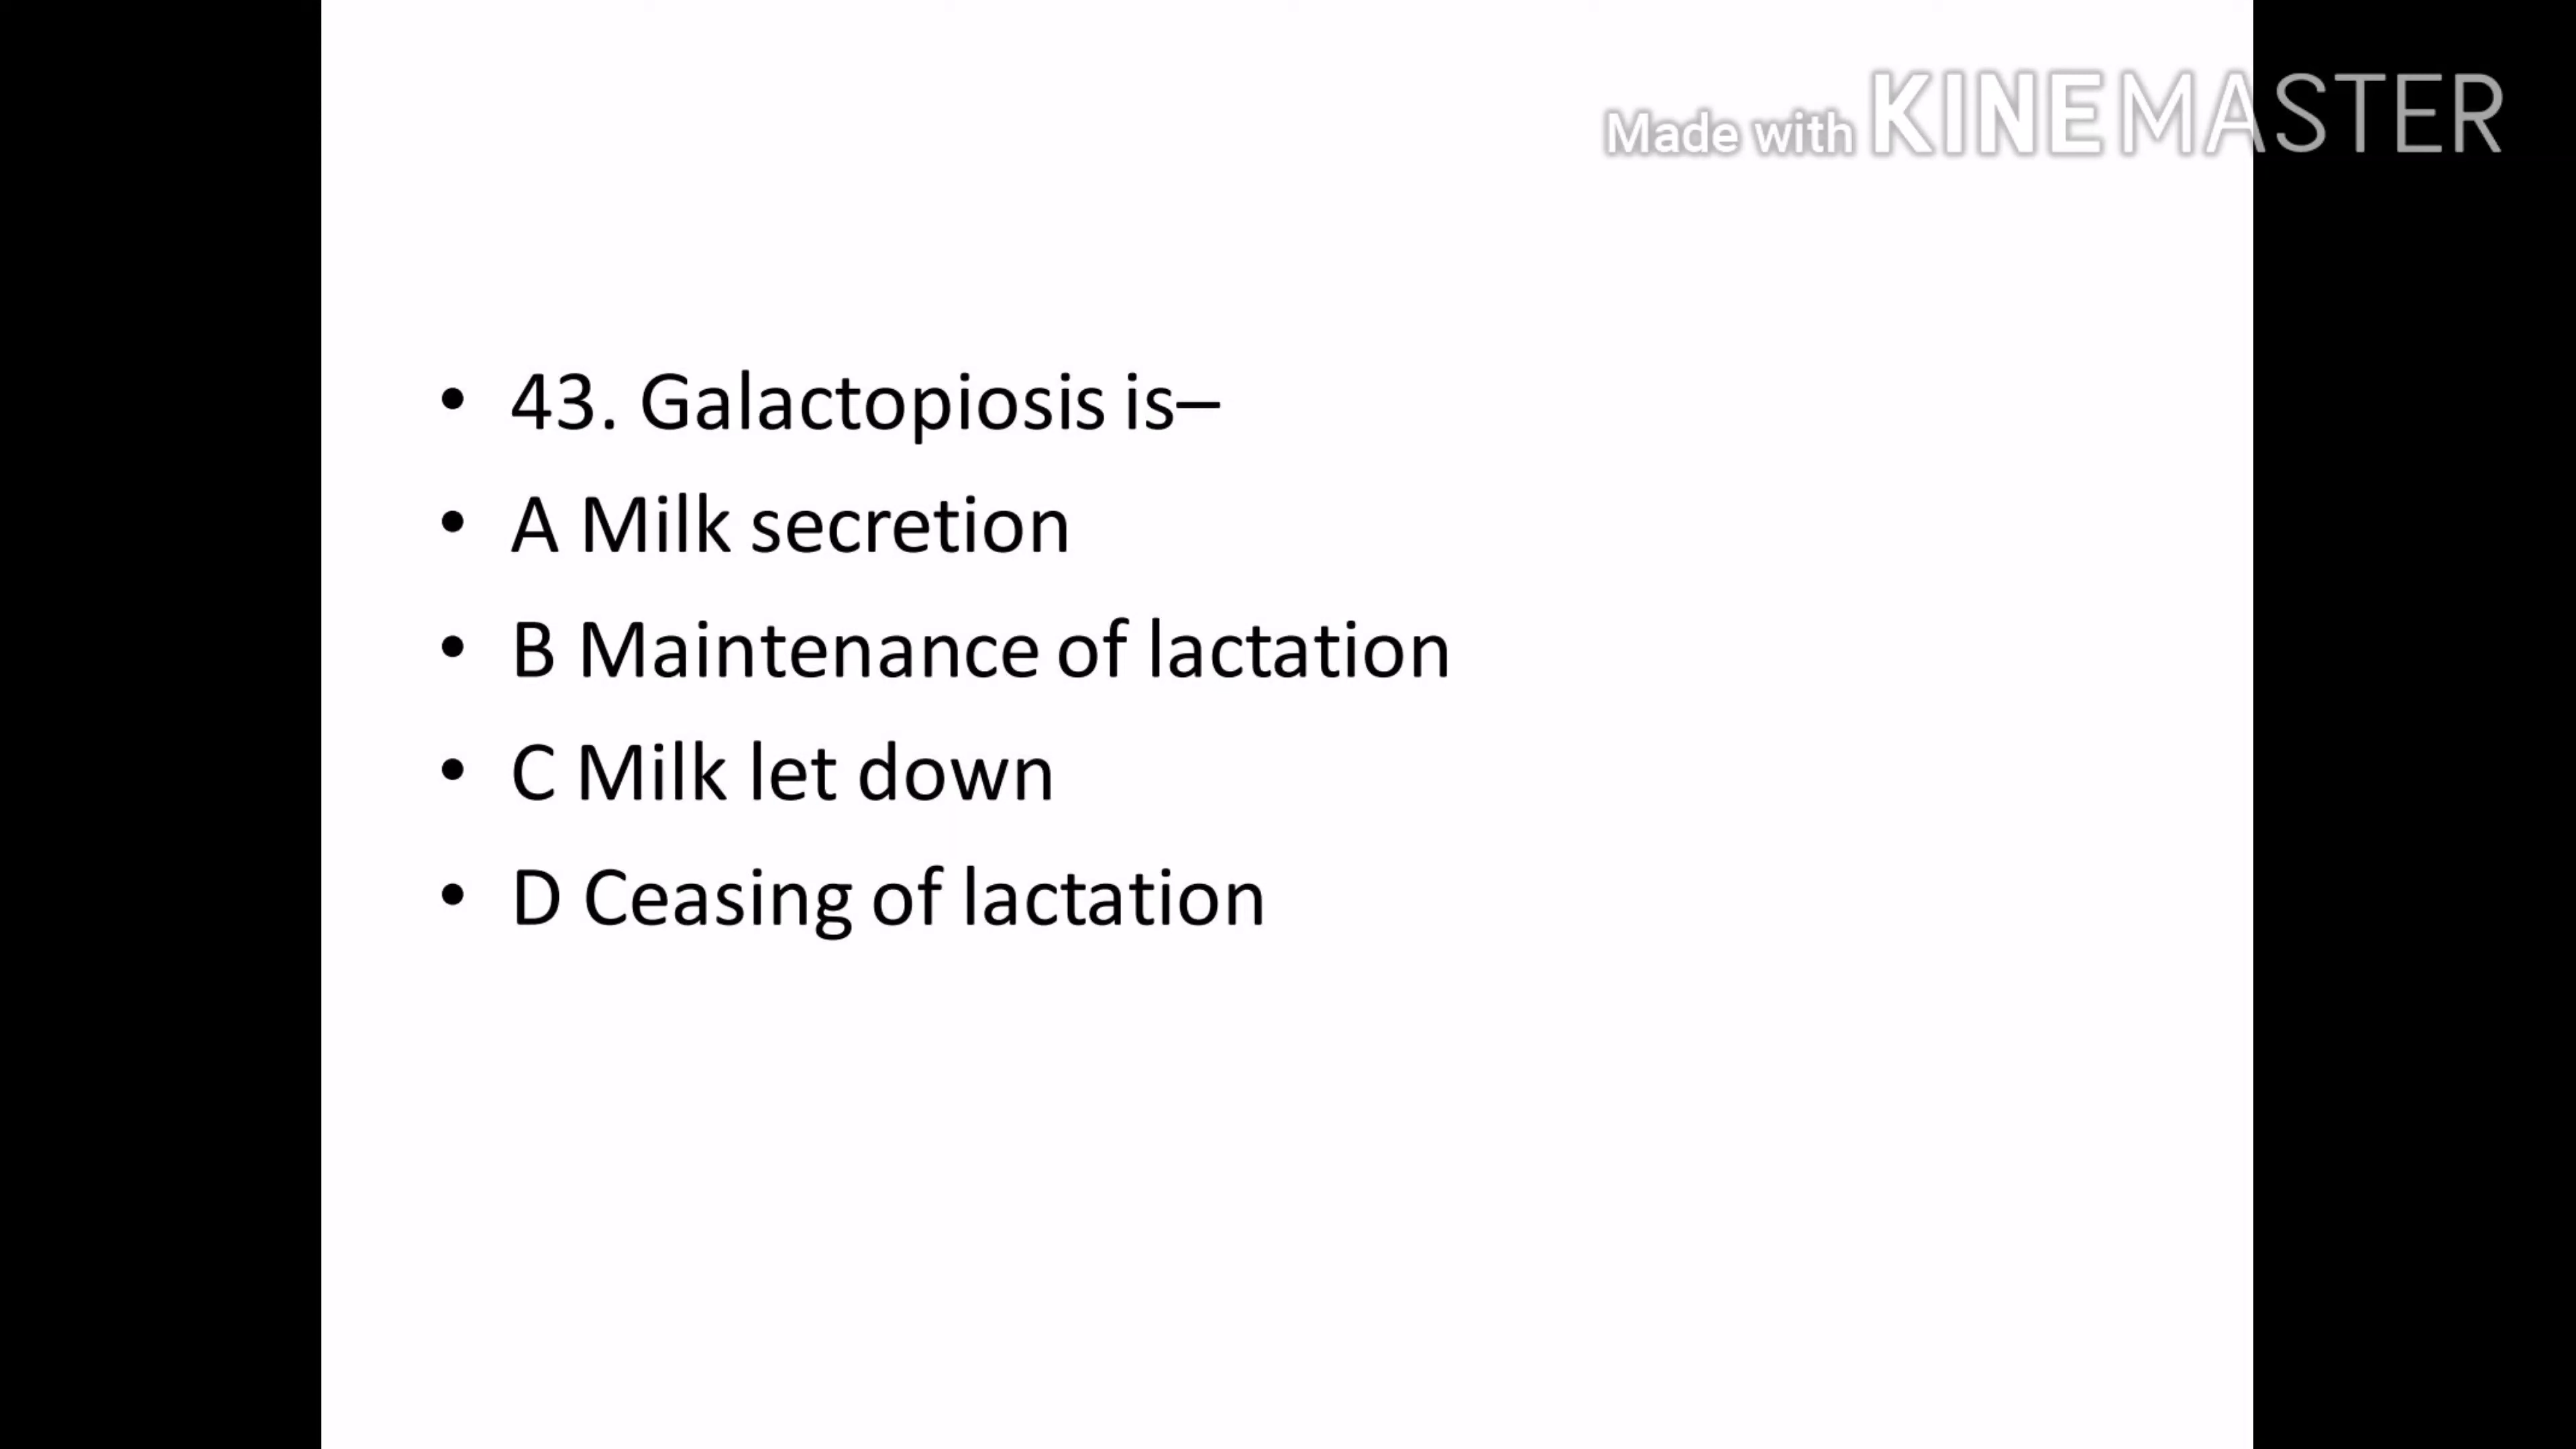 Made with KINEMASTER
• 43. Galactopiosis is–
• A Milk secretion
• B Maintenance of lactation
• C Milk let down
• D Ceasing of lactation